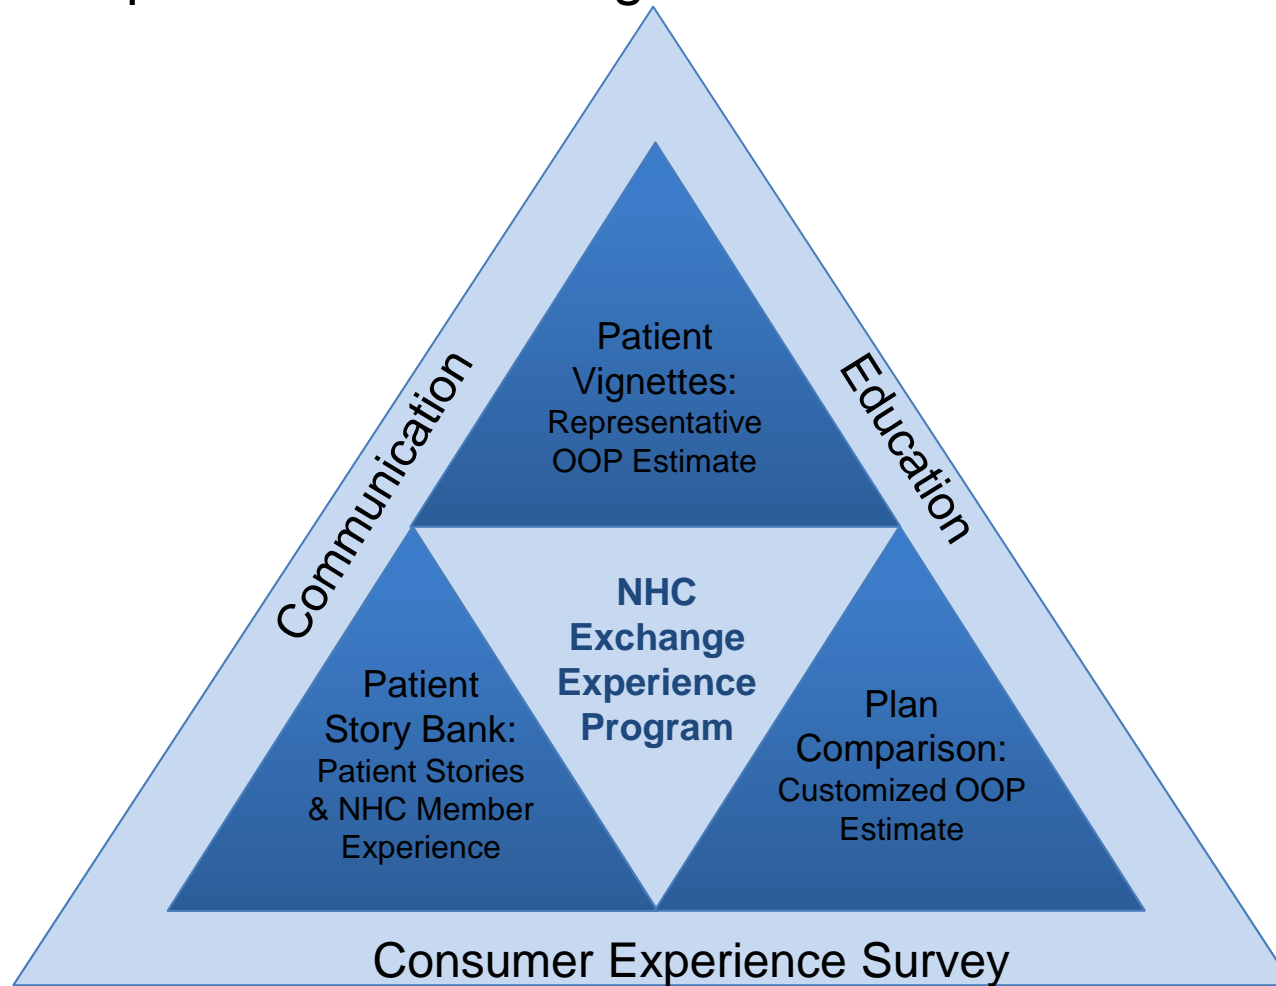 Communication
Education
Patient
Vignettes:
Representative
OOP Estimate
NHC
Exchange
Experience
Program
Patient
Story Bank:
Patient Stories
& NHC Member
Experience
Plan
Comparison:
Customized OOP
Estimate
Consumer Experience Survey